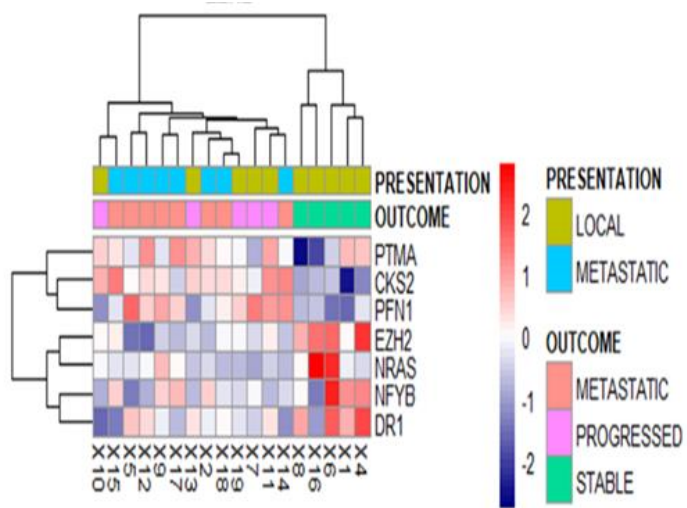 PRESENTATION
OUTCOME
PTMA
CKS2
PFN1
EZH2
NRAS
NFYB
DR1
X10
X15
X5
X12
X9
X17
X13
X2
X18
X19
X7
X11
X14
X8
X16
X6
X1
X4
2
1
0
-1
-2
PRESENTATION
LOCAL
METASTATIC
OUTCOME
METASTATIC
PROGRESSED
STABLE